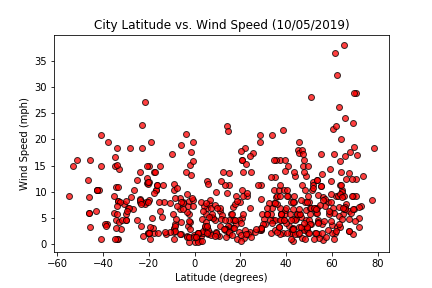 City Latitude vs. Wind Speed (10/05/2019)
35
30
25
20
15
10
5
0
Wind Speed (mph)
−60 −40 −20 0 20 40 60 80
Latitude (degrees)